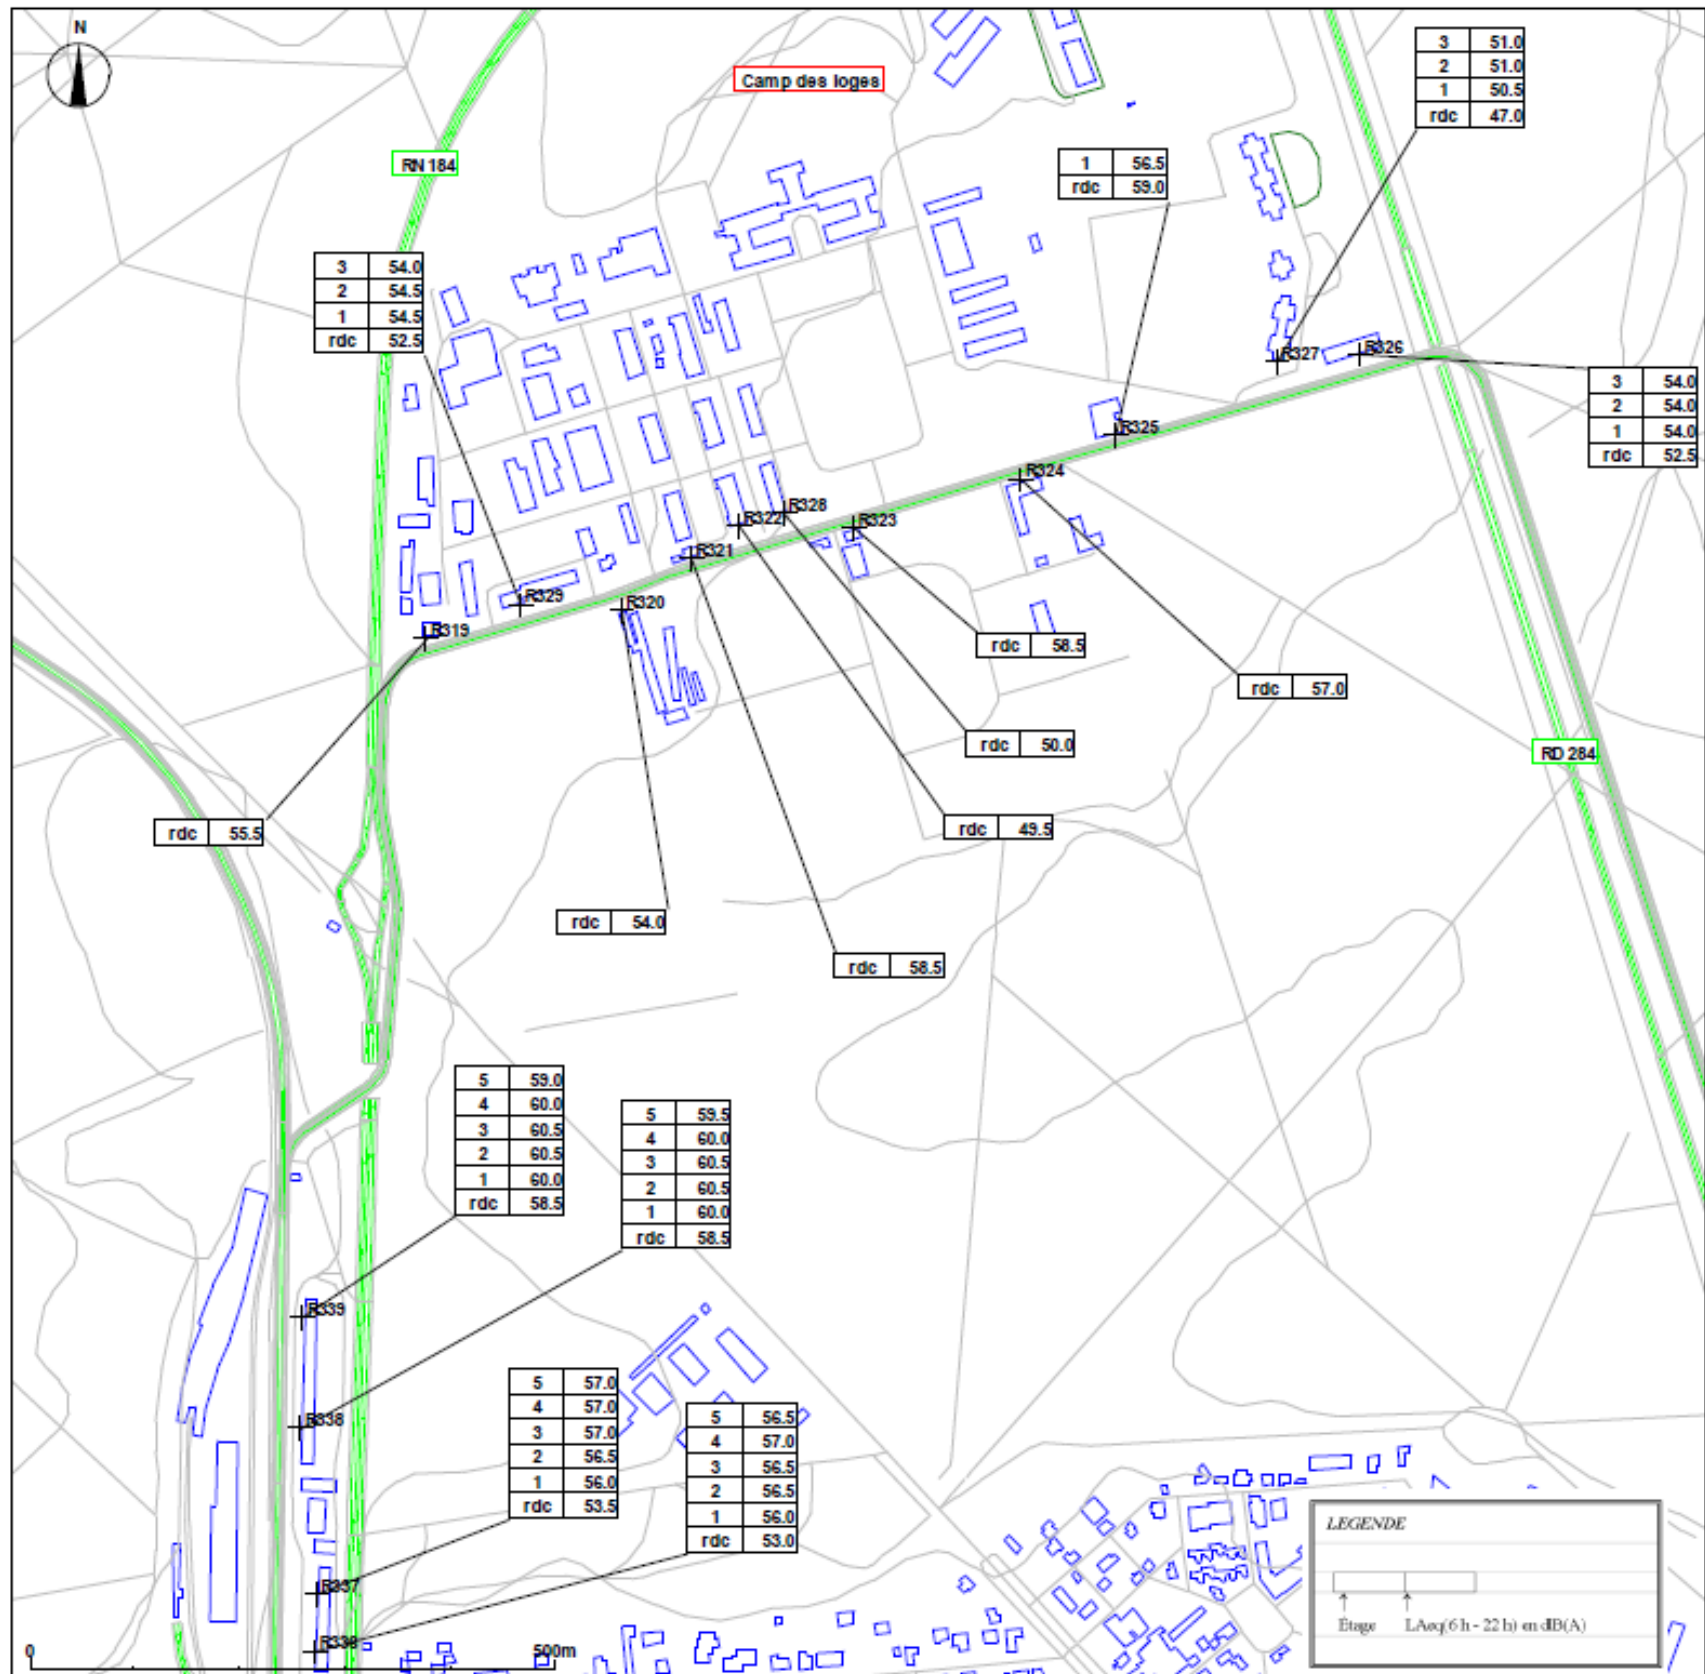 N
Camp des loges
RN 184
3 51.0
2 51.0
1 50.5
rdc 47.0
1 56.5
rdc 59.0
3 54.0
2 54.5
1 54.5
rdc 52.5
R327
R326
3 54.0
2 54.0
1 54.0
rdc 52.5
R325
R324
R328
R322
R323
R321
R329
R320
R319
rdc 58.5
rdc 57.0
rdc 50.0
RD 284
rdc 49.5
rdc 55.5
rdc 54.0
rdc 58.5
5 59.0
4 60.0
3 60.5
2 60.5
1 60.0
rdc 58.5
5 59.5
4 60.0
3 60.5
2 60.5
1 60.0
rdc 58.5
R339
R338
5 57.0
4 57.0
3 57.0
2 56.5
1 56.0
rdc 53.5
5 56.5
4 57.0
3 56.5
2 56.5
1 56.0
rdc 53.0
R337
0 500m
LEGENDE
Étage LAeq(6 h - 22 h) en dB(A)